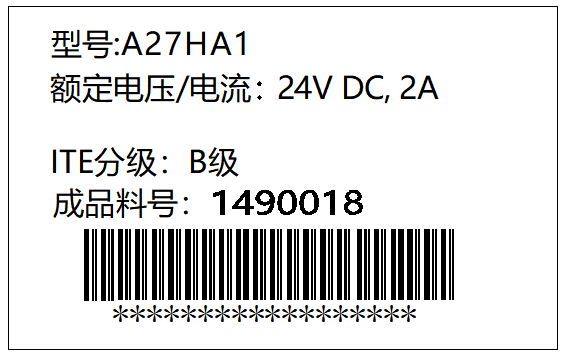 型号:A27HA1
额定电压/电流：24V DC, 2A
ITE分级：B级
成品料号：1490018
******************